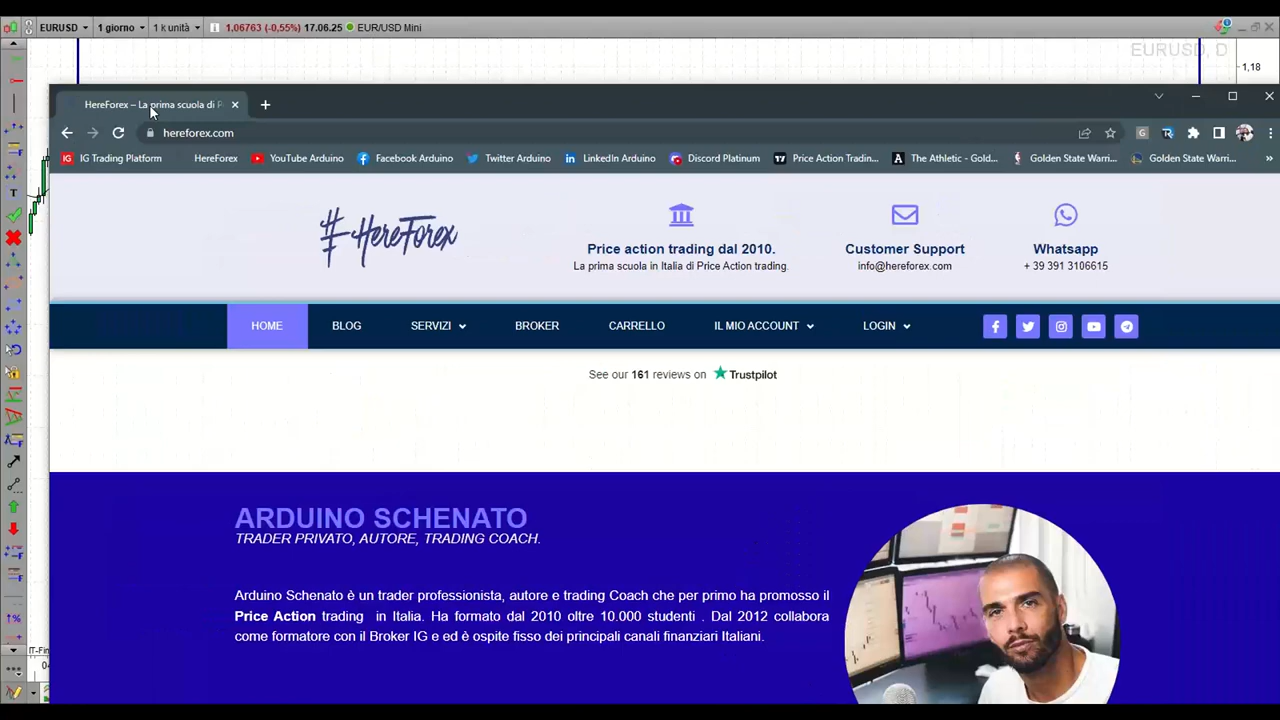 EURUSD 1 giorno 1 k unità 1.06763 (-0,55%) 17.06.25 EUR/USD Mini
EURUSD, D
1,18
HereForex – La prima scuola di P
hereforex.com
IG Trading Platform HereForex YouTube Arduino Facebook Arduino Twitter Arduino LinkedIn Arduino Discord Platinum Price Action Tradin... The Athletic - Gold... Golden State Warri... Golden State Warri...
#HereForex
Price action trading dal 2010.
La prima scuola in Italia di Price Action trading.
Customer Support
info@hereforex.com
Whatsapp
+ 39 391 3106615
HOME BLOG SERVIZI BROKER CARRELLO IL MIO ACCOUNT LOGIN
See our 161 reviews on Trustpilot
ARDUINO SCHENATO
TRADER PRIVATO, AUTORE, TRADING COACH.
Arduino Schenato è un trader professionista, autore e trading Coach che per primo ha promosso il
Price Action trading in Italia. Ha formato dal 2010 oltre 10.000 studenti . Dal 2012 collabora
come formatore con il Broker IG e ed è ospite fisso dei principali canali finanziari Italiani.